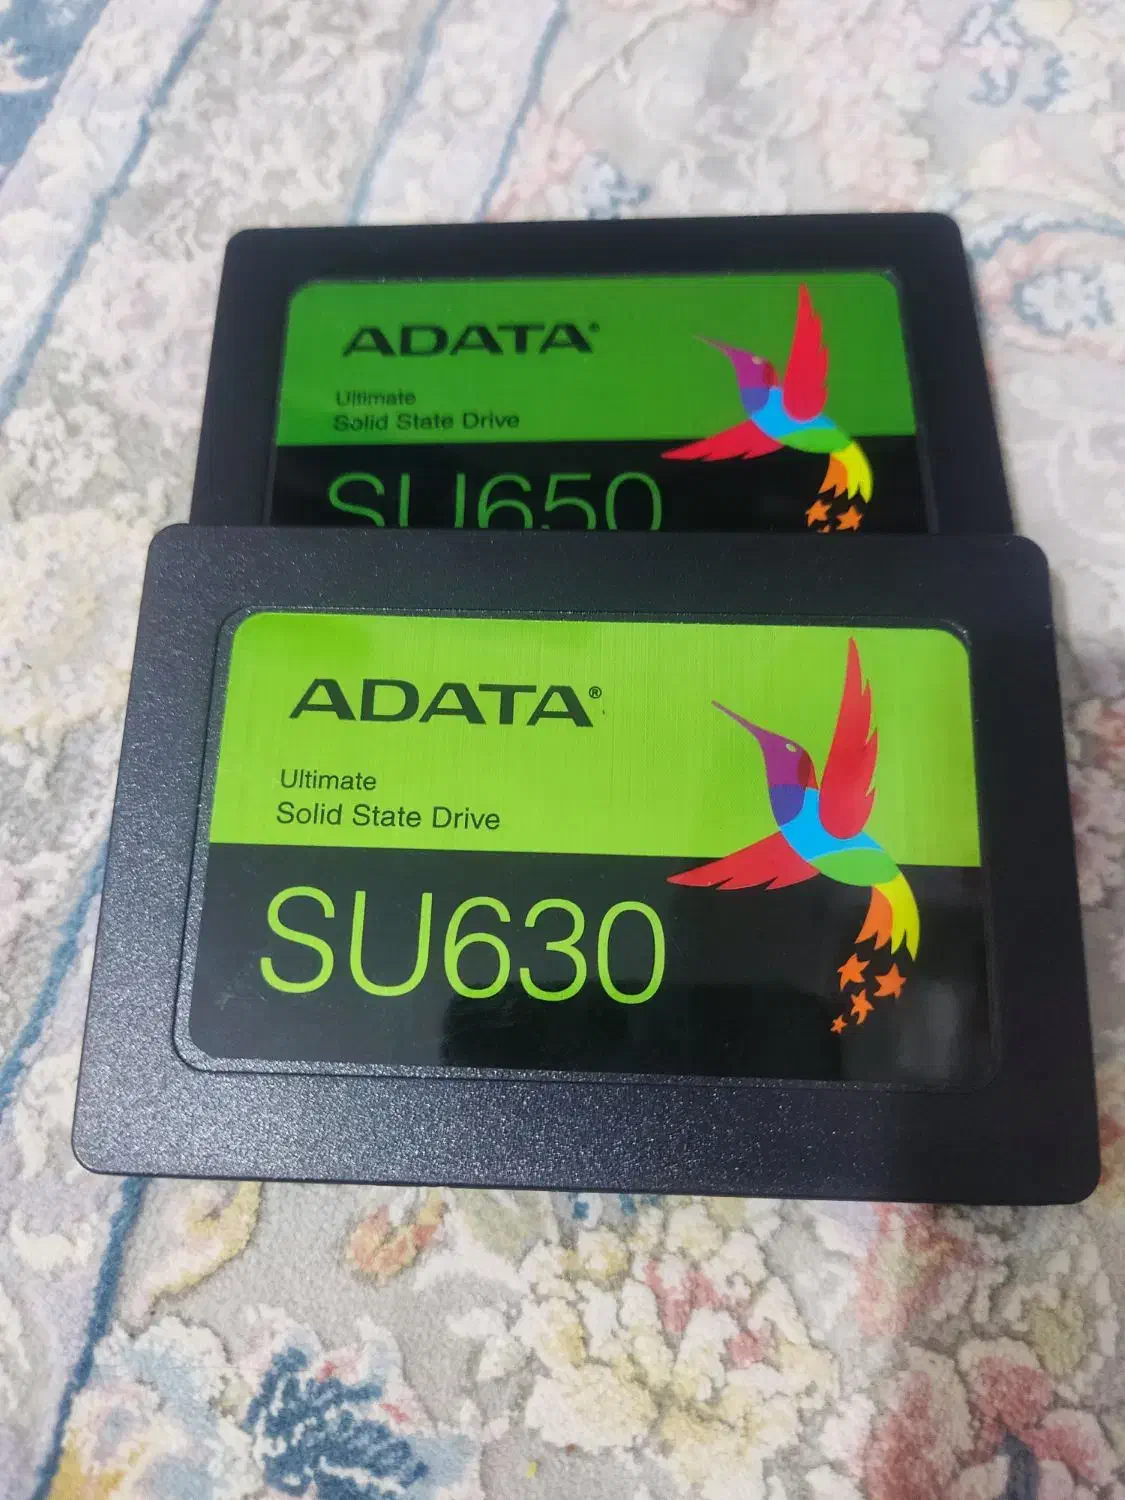 ADATA®
Ultimate
Solid State Drive
SU650
ADATA®
Ultimate
Solid State Drive
SU630